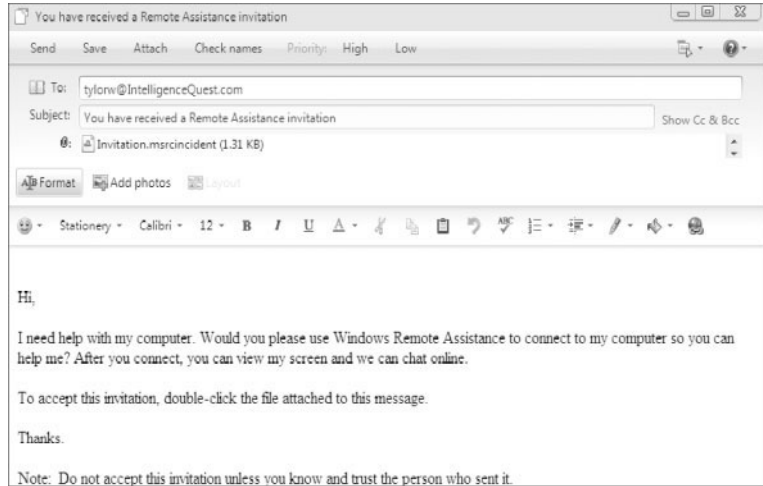 You have received a Remote Assistance invitation
Send Save Attach Check names Priority: High Low
To: tylorw@IntelligenceQuest.com
Subject: You have received a Remote Assistance invitation Show Cc & Bcc
Invitation.msrcincident (1.31 KB)
Format Add photos Layout
Stationery Calibri 12 B I U A ABC
Hi,
I need help with my computer. Would you please use Windows Remote Assistance to connect to my computer so you can
help me? After you connect, you can view my screen and we can chat online.
To accept this invitation, double-click the file attached to this message.
Thanks.
Note: Do not accept this invitation unless you know and trust the person who sent it.